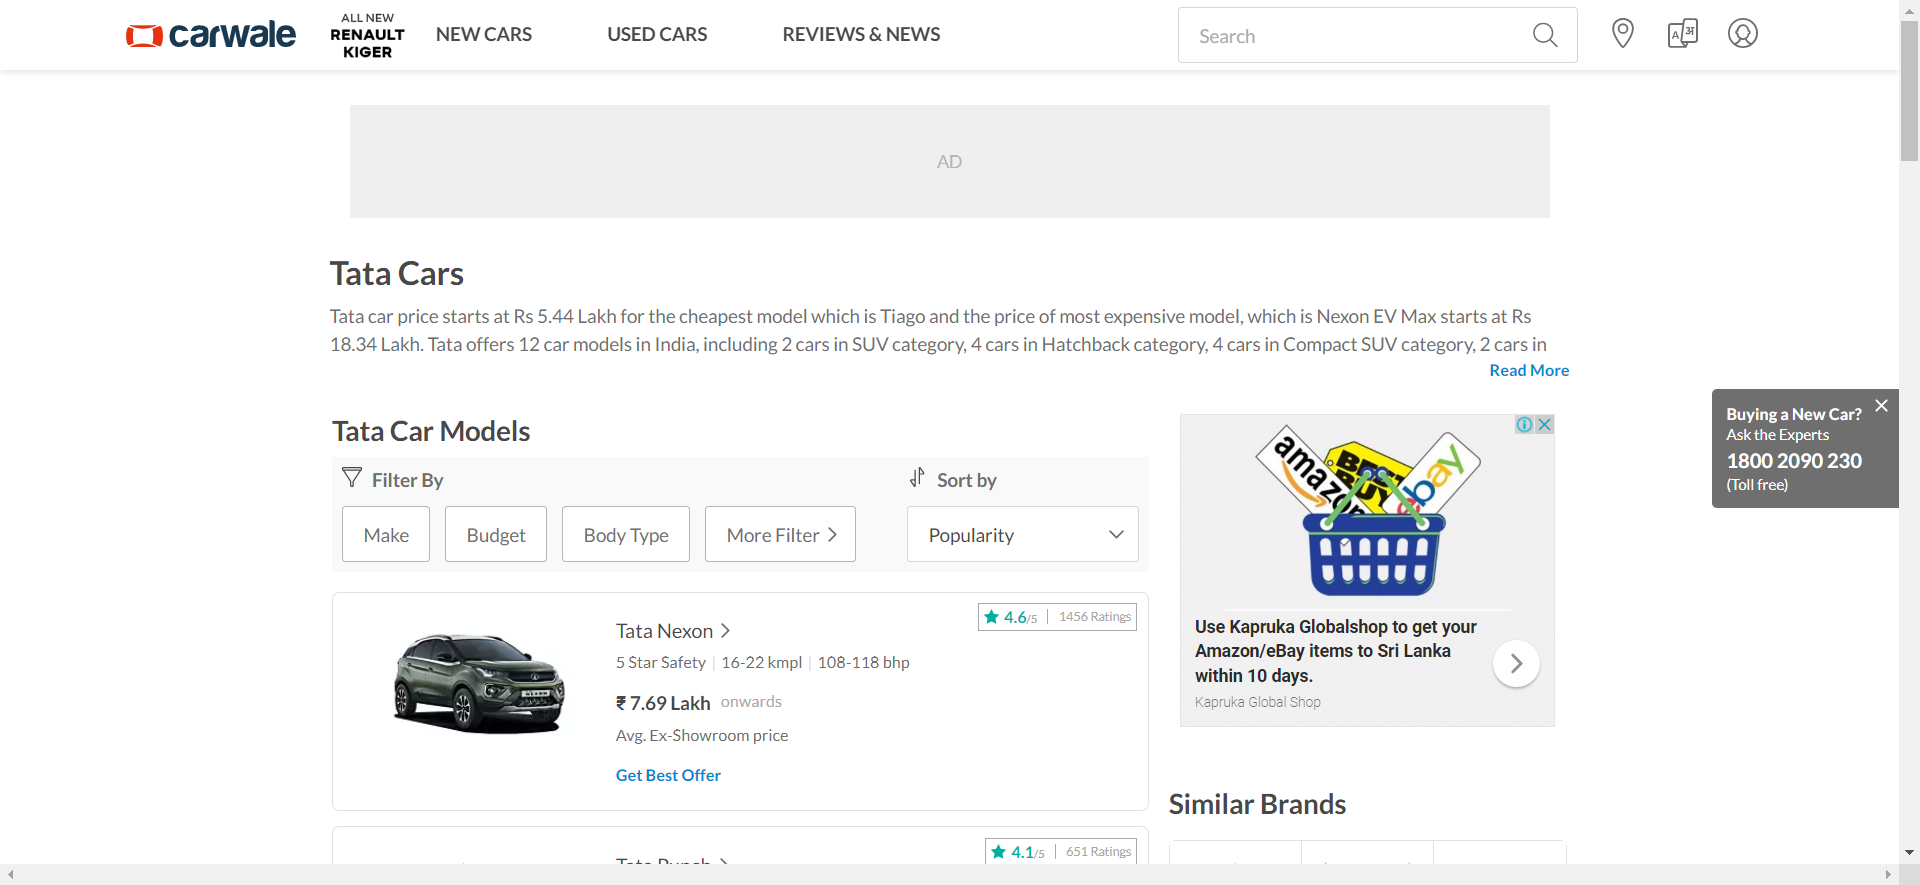 carwale
ALL NEW
RENAULT
KIGER
NEW CARS
USED CARS
REVIEWS & NEWS
Search
AD
Tata Cars
Tata car price starts at Rs 5.44 Lakh for the cheapest model which is Tiago and the price of most expensive model, which is Nexon EV Max starts at Rs
18.34 Lakh. Tata offers 12 car models in India, including 2 cars in SUV category, 4 cars in Hatchback category, 4 cars in Compact SUV category, 2 cars in
Read More
Buying a New Car?
Ask the Experts
1800 2090 230
(Toll free)
Tata Car Models
Filter By
Sort by
Make
Budget
Body Type
More Filter
Popularity
amazon
BEST BUY
ebay
Use Kapruka Globalshop to get your
Amazon/eBay items to Sri Lanka
within 10 days.
Kapruka Global Shop
4.6/5 | 1456 Ratings
Tata Nexon
5 Star Safety | 16-22 kmpl | 108-118 bhp
₹ 7.69 Lakh onwards
Avg. Ex-Showroom price
Get Best Offer
Similar Brands
4.1/5 | 651 Ratings
Tata Punch